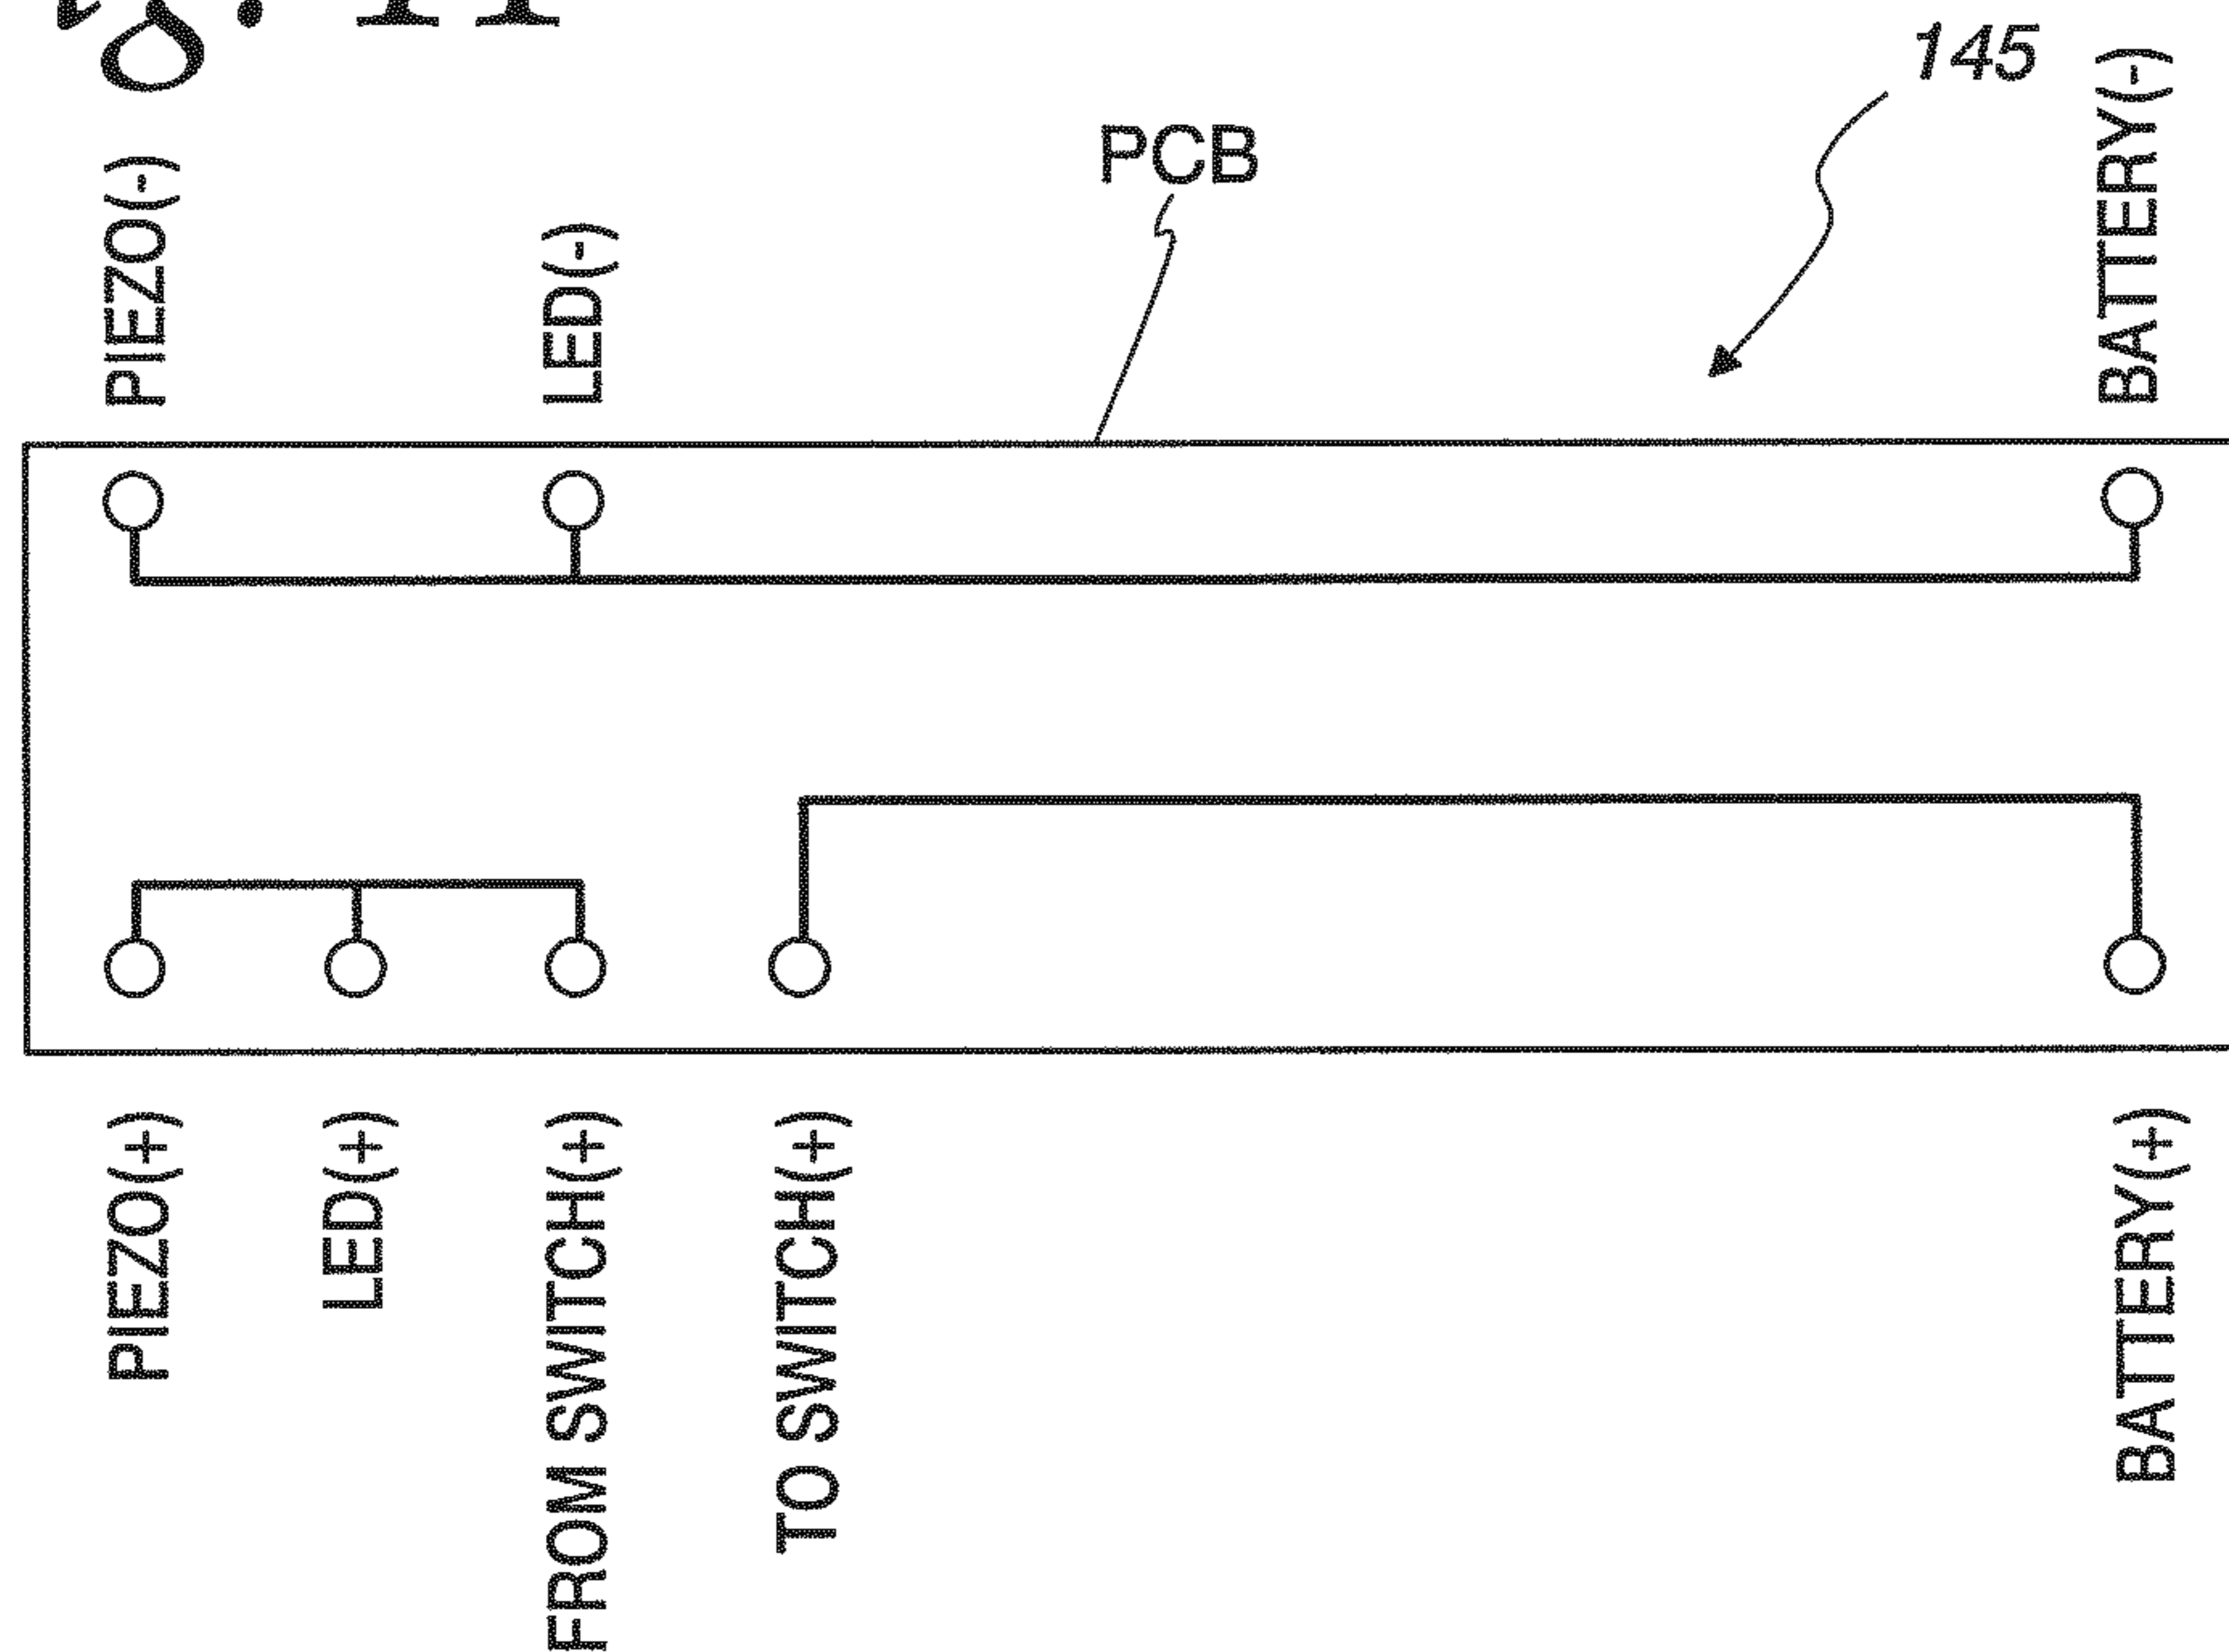 145
PCB
PIEZO(-)
LED(-)
BATTERY(-)
PIEZO(+)
LED(+)
FROM SWITCH(+)
TO SWITCH(+)
BATTERY(+)